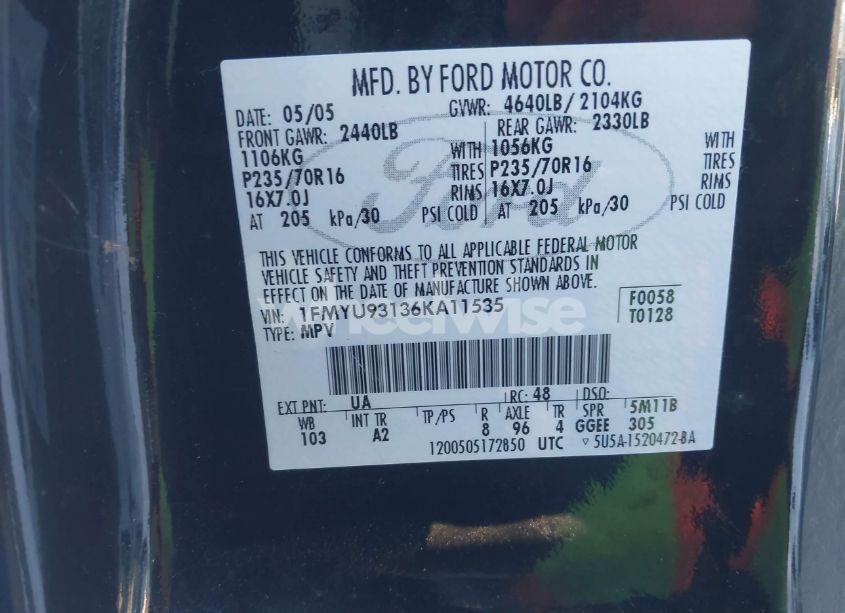 MFD. BY FORD MOTOR CO.
DATE: 05/05 GVWR: 4640LB/ 2104KG
FRONT GAWR: 2440LB REAR GAWR: 2330LB
1106KG WITH 1056KG WITH
P235/70R16 TIRES P235/70R16 TIRES
16X7.0J RIMS 16X7.0J RIMS
AT 205 kPa/30 PSI COLD AT 205 kPa/30 PSI COLD
Ford
THIS VEHICLE CONFORMS TO ALL APPLICABLE FEDERAL MOTOR
VEHICLE SAFETY AND THEFT PREVENTION STANDARDS IN
EFFECT ON THE DATE OF MANUFACTURE SHOWN ABOVE.
VIN: 1FMYU93136KA11535 F0058
TYPE: MPV T0128
wheelwise
EXT PNT: UA RC: 48 DSO:
WB INT TR TP/PS R AXLE TR SPR 5M11B
103 A2 8 96 4 GGEE 305
1200505172850 UTC ▽ 5U5A-1520472-BA